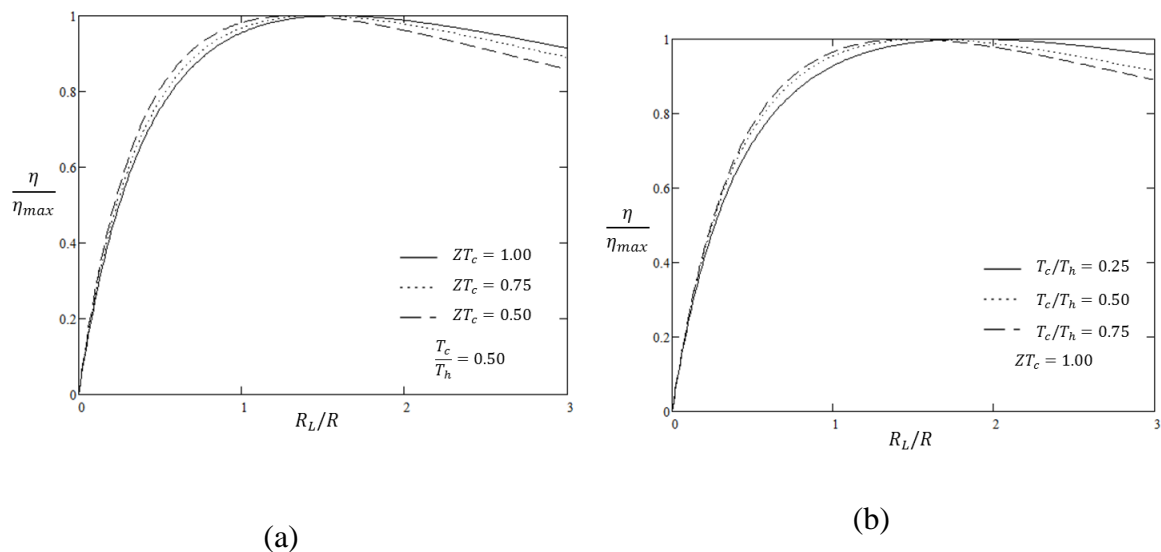 1
0.8
0.6
0.4
0.2
0
η
η_max
ZT_c = 1.00
ZT_c = 0.75
ZT_c = 0.50
T_c
T_h = 0.50
0 1 2 3
R_L/R
(a)
1
0.8
0.6
0.4
0.2
0
η
η_max
T_c/T_h = 0.25
T_c/T_h = 0.50
T_c/T_h = 0.75
ZT_c = 1.00
0 1 2 3
R_L/R
(b)